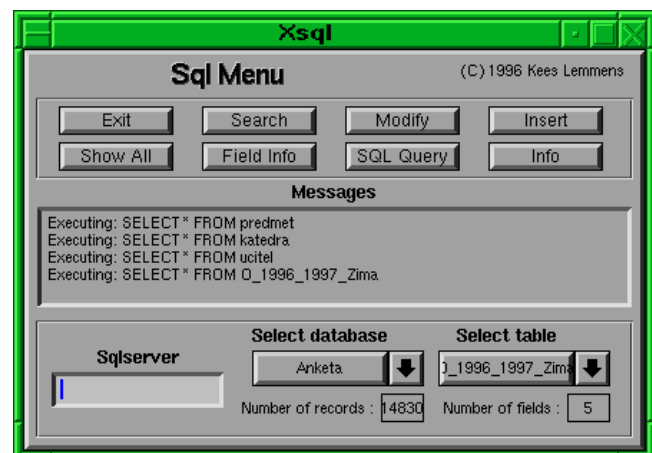 Xsql
Sql Menu
(C) 1996 Kees Lemmens
Exit Search Modify Insert
Show All Field Info SQL Query Info
Messages
Executing: SELECT * FROM predmet
Executing: SELECT * FROM katedra
Executing: SELECT * FROM ucitel
Executing: SELECT * FROM O_1996_1997_Zima
Select database Select table
Sqlserver
Anketa O_1996_1997_Zima
Number of records : 14830 Number of fields : 5